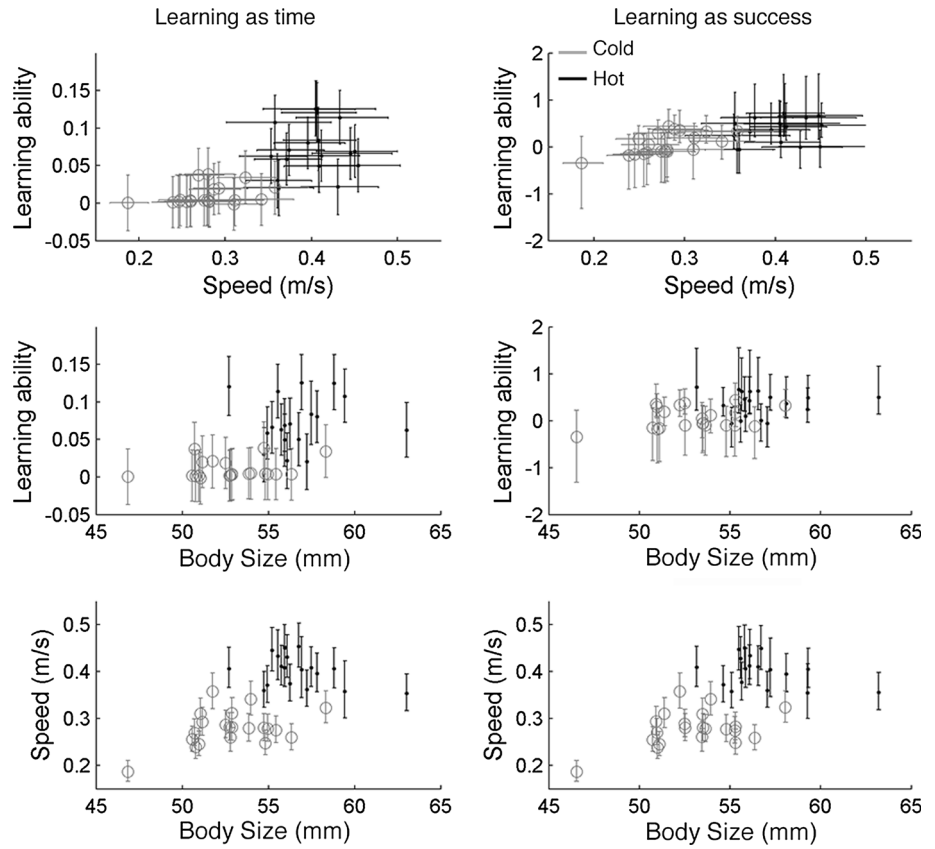 Learning as time
Learning as success
Learning ability
0.15
0.1
0.05
0
-0.05
0.2 0.3 0.4 0.5
Speed (m/s)
Learning ability
2
1
0
-1
-2
Cold
Hot
0.2 0.3 0.4 0.5
Speed (m/s)
Learning ability
0.15
0.1
0.05
0
-0.05
45 50 55 60 65
Body Size (mm)
Learning ability
2
1
0
-1
-2
45 50 55 60 65
Body Size (mm)
Speed (m/s)
0.5
0.4
0.3
0.2
45 50 55 60 65
Body Size (mm)
Speed (m/s)
0.5
0.4
0.3
0.2
45 50 55 60 65
Body Size (mm)